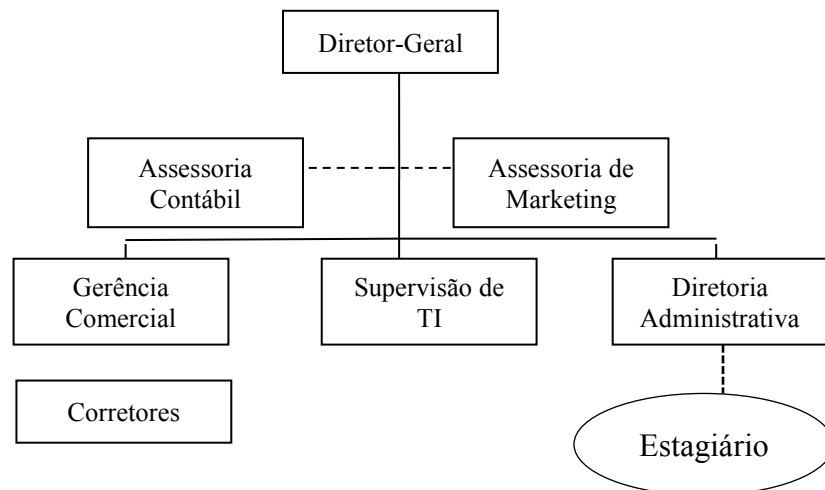 Diretor-Geral
Assessoria
Contábil
Assessoria de
Marketing
Gerência
Comercial
Supervisão de
TI
Diretoria
Administrativa
Corretores
Estagiário